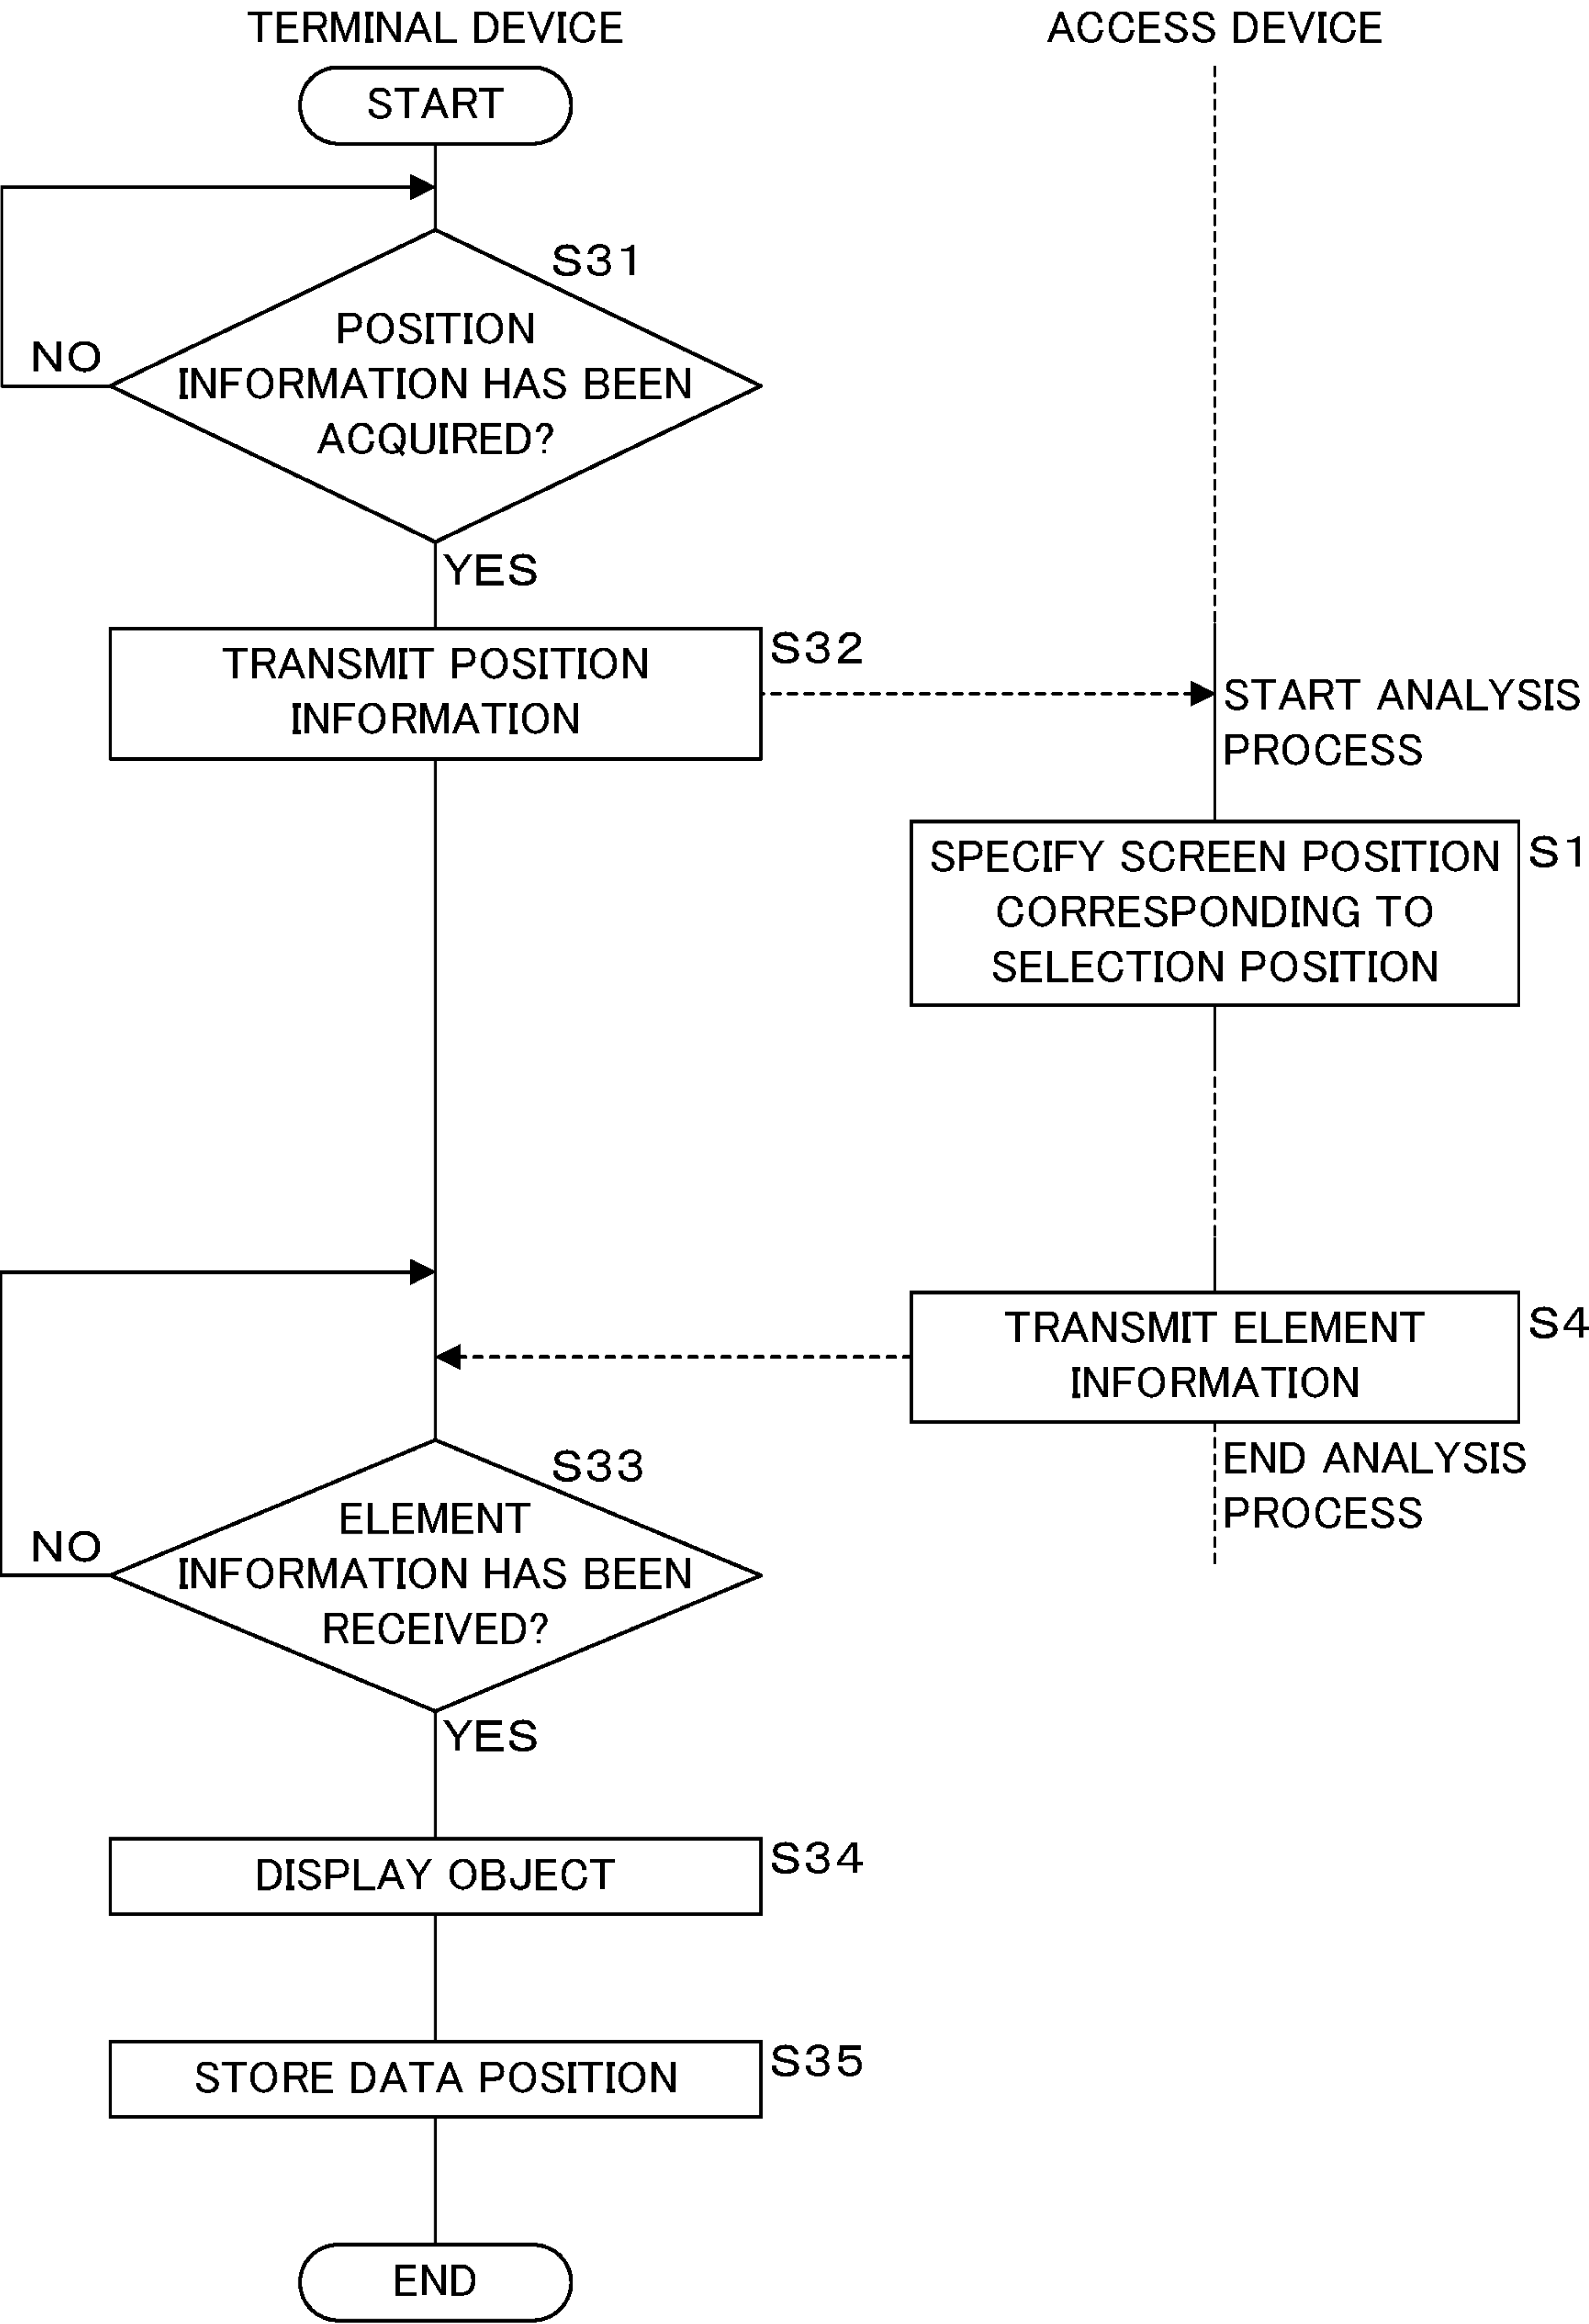 TERMINAL DEVICE
ACCESS DEVICE
START
S31
POSITION
INFORMATION HAS BEEN
ACQUIRED?
NO
YES
TRANSMIT POSITION
INFORMATION
S32
START ANALYSIS
PROCESS
SPECIFY SCREEN POSITION
CORRESPONDING TO
SELECTION POSITION
S1
TRANSMIT ELEMENT
INFORMATION
S4
END ANALYSIS
PROCESS
S33
ELEMENT
INFORMATION HAS BEEN
RECEIVED?
NO
YES
DISPLAY OBJECT
S34
STORE DATA POSITION
S35
END